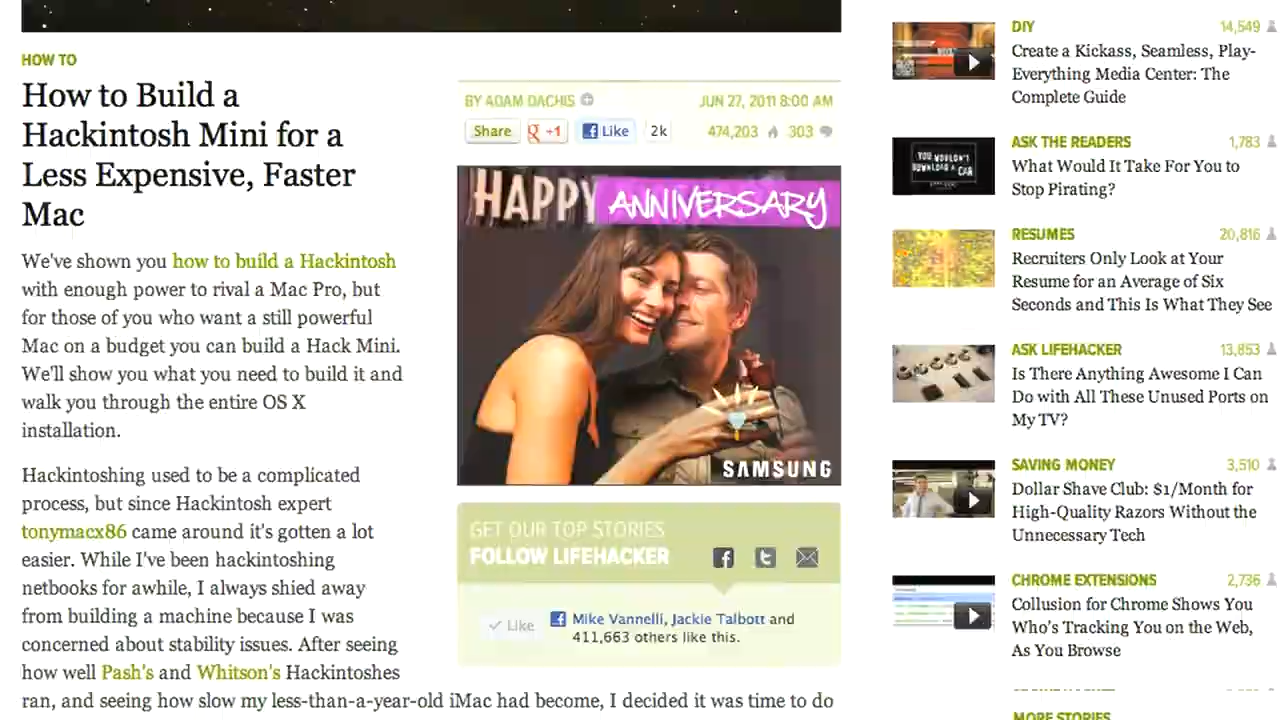 HOW TO
How to Build a
Hackintosh Mini for a
Less Expensive, Faster
Mac
We've shown you how to build a Hackintosh
with enough power to rival a Mac Pro, but
for those of you who want a still powerful
Mac on a budget you can build a Hack Mini.
We'll show you what you need to build it and
walk you through the entire OS X
installation.
Hackintoshing used to be a complicated
process, but since Hackintosh expert
tonymacx86 came around it's gotten a lot
easier. While I've been hackintoshing
netbooks for awhile, I always shied away
from building a machine because I was
concerned about stability issues. After seeing
how well Pash's and Whitson's Hackintoshes
ran, and seeing how slow my less-than-a-year-old iMac had become, I decided it was time to do
BY ADAM DACHIS JUN 27, 2011 8:00 AM
Share g +1 Like 2k 474,203 303
HAPPY ANNIVERSARY
SAMSUNG
GET OUR TOP STORIES
FOLLOW LIFEHACKER
Like Mike Vannelli, Jackie Talbott and
411,663 others like this.
DIY 14,549
Create a Kickass, Seamless, Play-
Everything Media Center: The
Complete Guide
YOU WOULDN'T
DOWNLOAD A CAR
ASK THE READERS 1,783
What Would It Take For You to
Stop Pirating?
RESUMES 20,816
Recruiters Only Look at Your
Resume for an Average of Six
Seconds and This Is What They See
ASK LIFEHACKER 13,853
Is There Anything Awesome I Can
Do with All These Unused Ports on
My TV?
SAVING MONEY 3,510
Dollar Shave Club: $1/Month for
High-Quality Razors Without the
Unnecessary Tech
CHROME EXTENSIONS 2,736
Collusion for Chrome Shows You
Who's Tracking You on the Web,
As You Browse
MORE STORIES